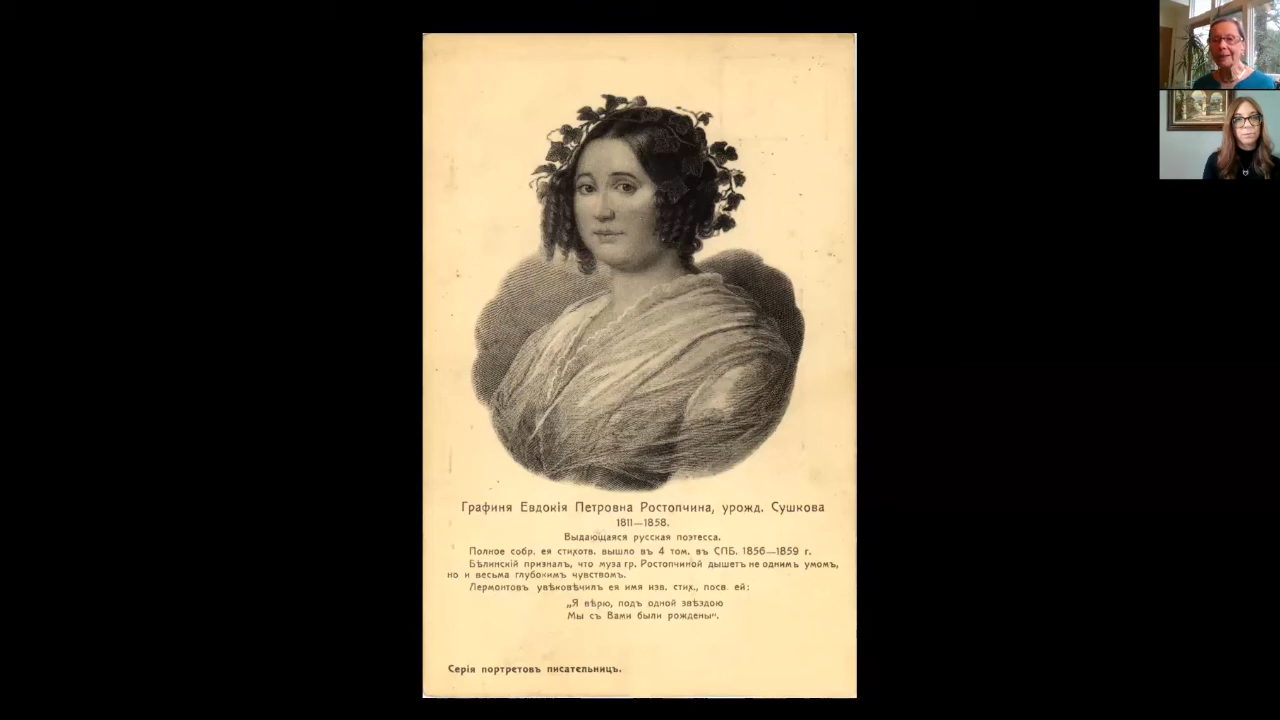 Графиня Евдокія Петровна Ростопчина, урожд. Сушкова
1811—1858.
Выдающаяся русская поэтесса.
Полное собр. ея стихотв. вышло въ 4 том. въ СПБ. 1856—1859 г.
Бѣлинскій призналъ, что муза гр. Ростопчиной дышетъ не однимъ умомъ,
но и весьма глубокимъ чувствомъ.
Лермонтовъ увѣковѣчилъ ея имя изв. стих., посв. ей:
„Я вѣрю, подъ одной звѣздою
Мы съ Вами были рождены“.
Серія портретовъ писательницъ.